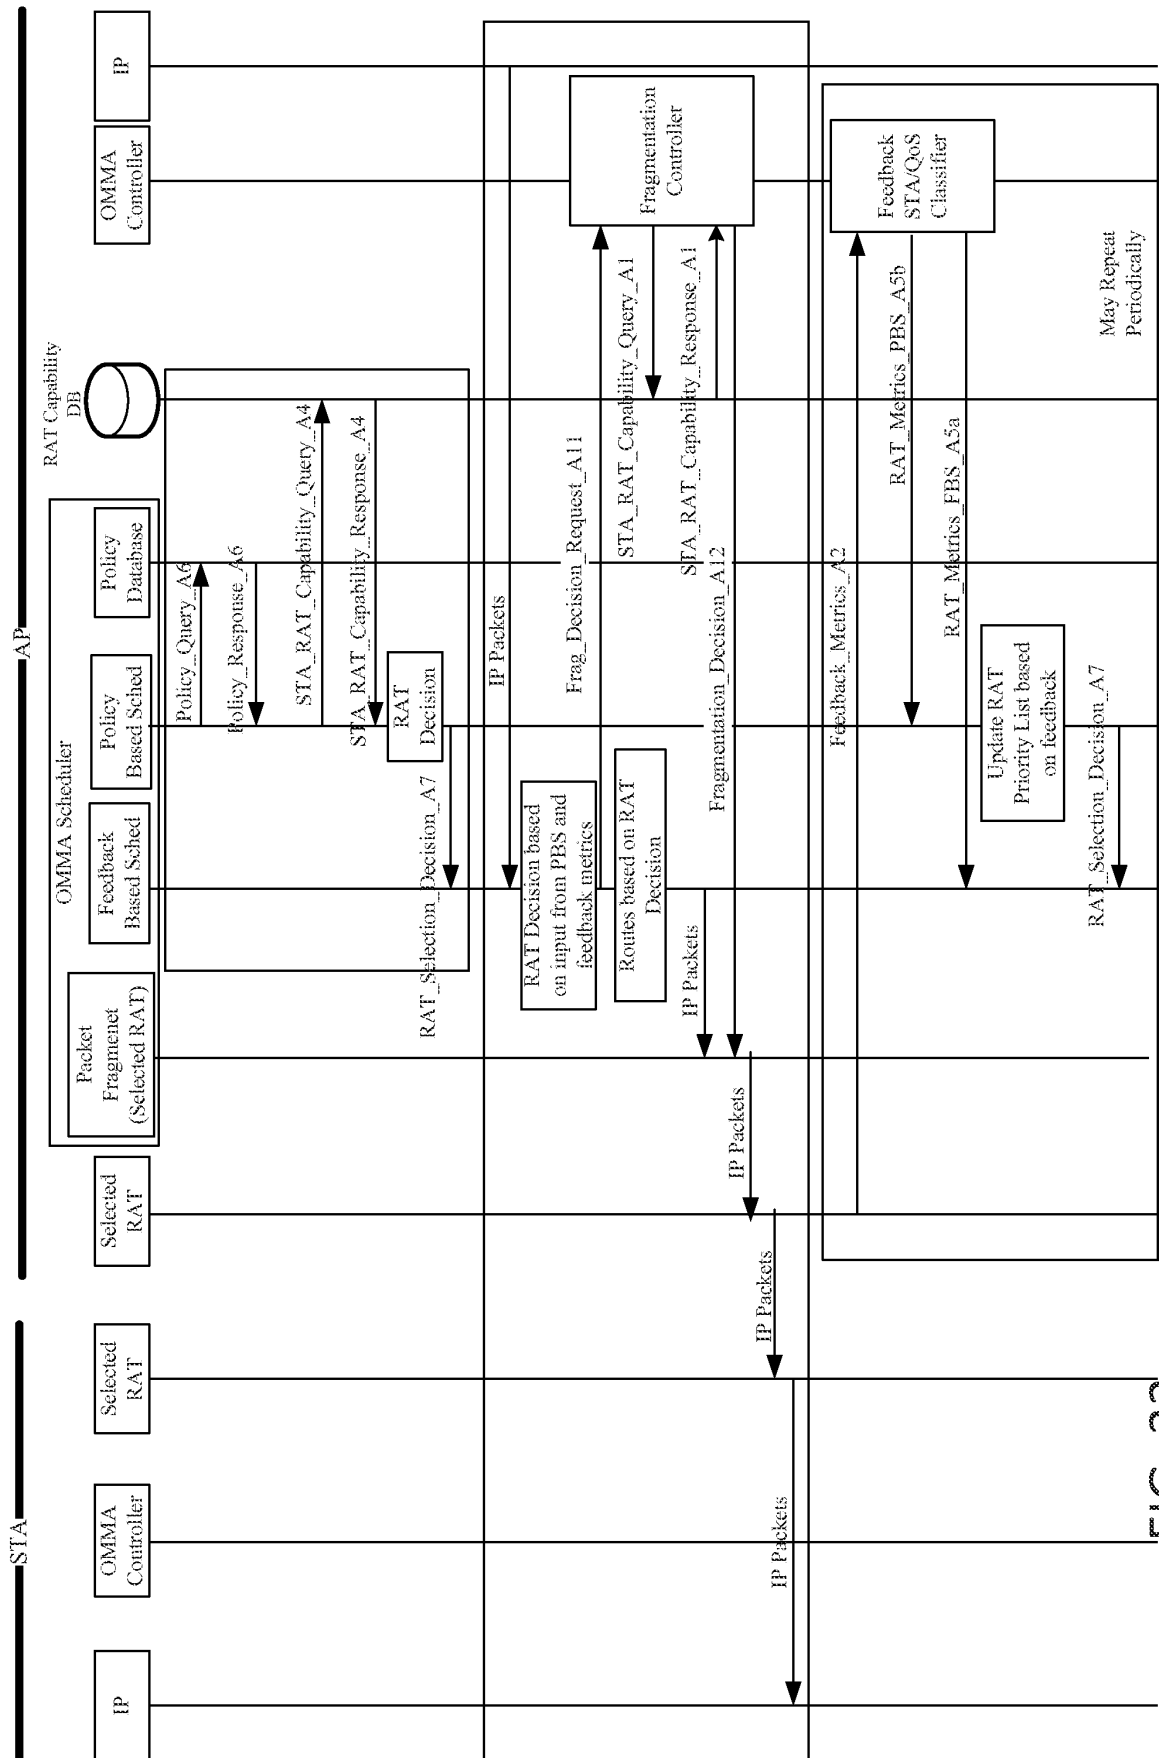 STA
AP
IP
OMMA
Controller
Selected
RAT
Selected
RAT
OMMA Scheduler
Packet
Fragmenet
(Selected RAT)
Feedback
Based Sched
Policy
Based Sched
Policy
Database
RAT Capability
DB
OMMA
Controller
IP
Policy_Query_A6
Policy_Response_A6
STA_RAT_Capability_Query_A4
STA_RAT_Capability_Response_A4
RAT
Decision
RAT_Selection_Decision_A7
IP Packets
RAT Decision based
on input from PBS and
feedback metrics
Frag_Decision_Request_A11
Fragmentation
Controller
Routes based on RAT
Decision
STA_RAT_Capability_Query_A1
STA_RAT_Capability_Response_A1
IP Packets
Fragmentation_Decision_A12
IP Packets
IP Packets
IP Packets
Feedback_Metrics_A2
Feedback
STA/QoS
Classifier
RAT_Metrics_PBS_A5b
RAT_Metrics_FBS_A5a
Update RAT
Priority List based
on feedback
RAT_Selection_Decision_A7
May Repeat
Periodically